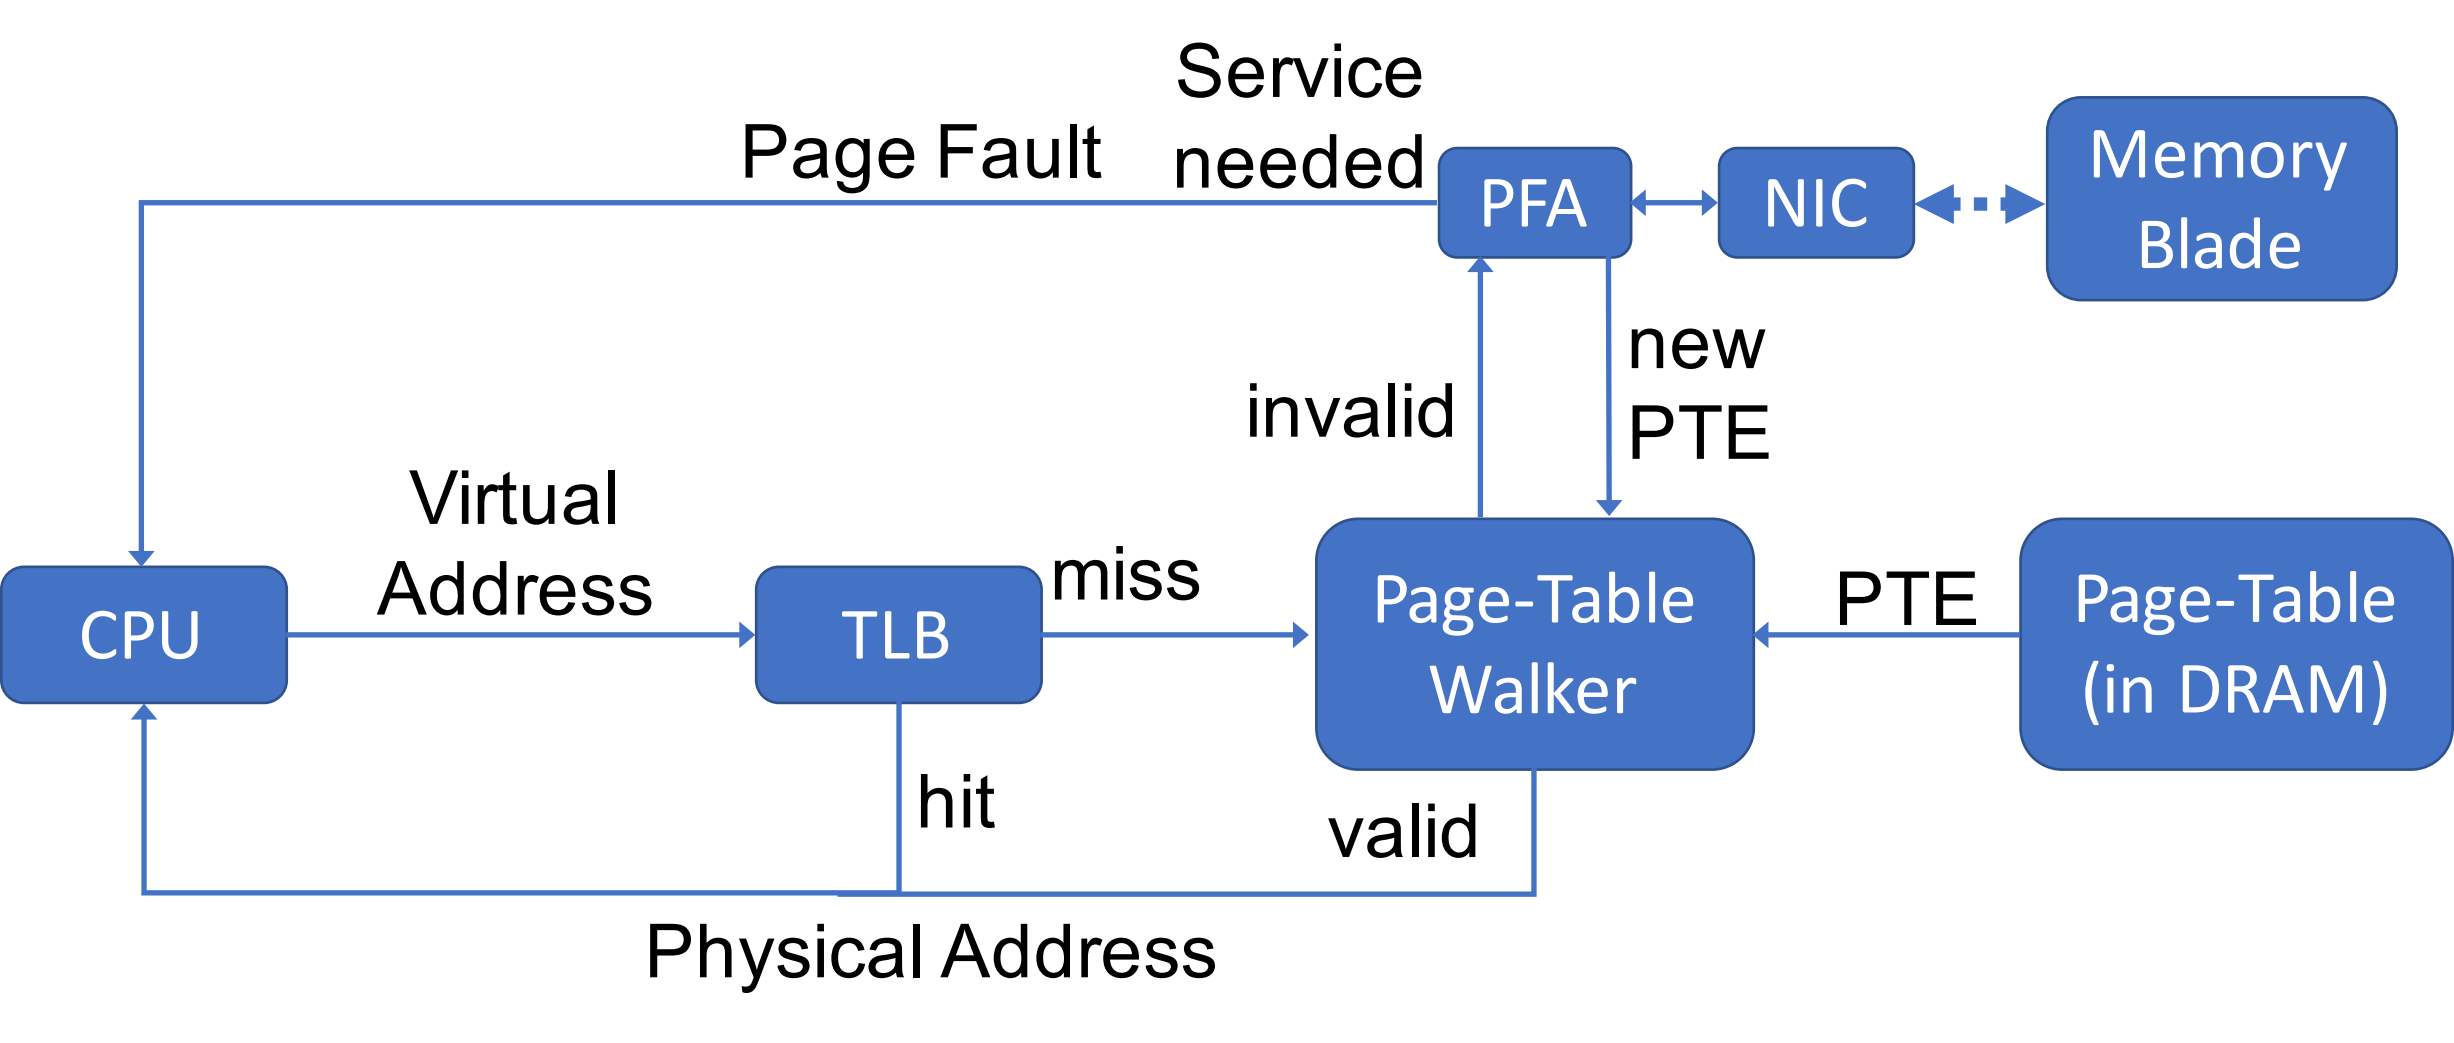 Service
needed
Page Fault
PFA
NIC
Memory
Blade
invalid
new
PTE
Virtual
Address
miss
CPU
TLB
Page-Table
Walker
PTE
Page-Table
(in DRAM)
hit
valid
Physical Address